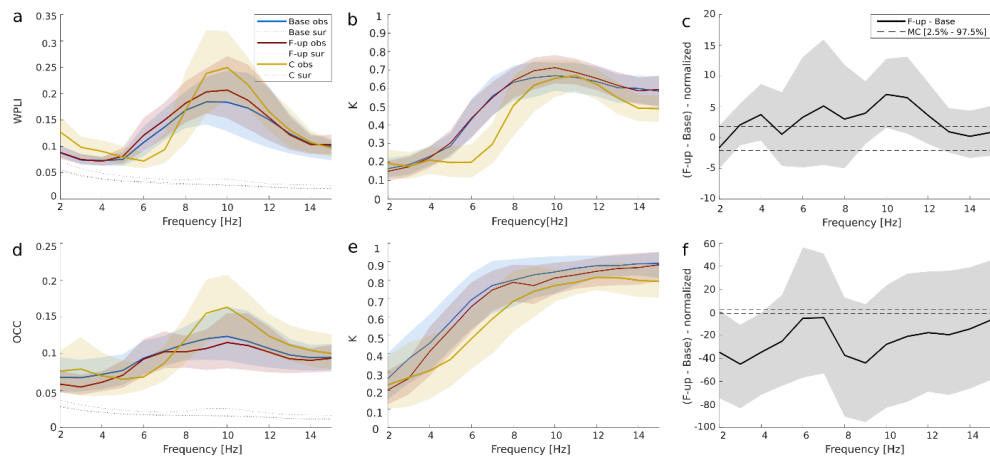 a
0.35
0.3
0.25
0.2
0.15
0.1
0.05
0
WPLI
2 4 6 8 10 12 14
Frequency [Hz]
Base obs
Base sur
F-up obs
F-up sur
C obs
C sur
b
1
0.9
0.8
0.7
0.6
0.5
0.4
0.3
0.2
0.1
0
K
2 4 6 8 10 12 14
Frequency[Hz]
c
20
15
10
5
0
-5
-10
(F-up - Base) - normalized
2 4 6 8 10 12 14
Frequency [Hz]
F-up - Base
MC [2.5% - 97.5%]
d
0.25
0.2
0.15
0.1
0.05
0
OCC
2 4 6 8 10 12 14
Frequency [Hz]
e
1
0.9
0.8
0.7
0.6
0.5
0.4
0.3
0.2
0.1
0
K
2 4 6 8 10 12 14
Frequency [Hz]
f
60
40
20
0
-20
-40
-60
-80
-100
(F-up - Base) - normalized
2 4 6 8 10 12 14
Frequency [Hz]